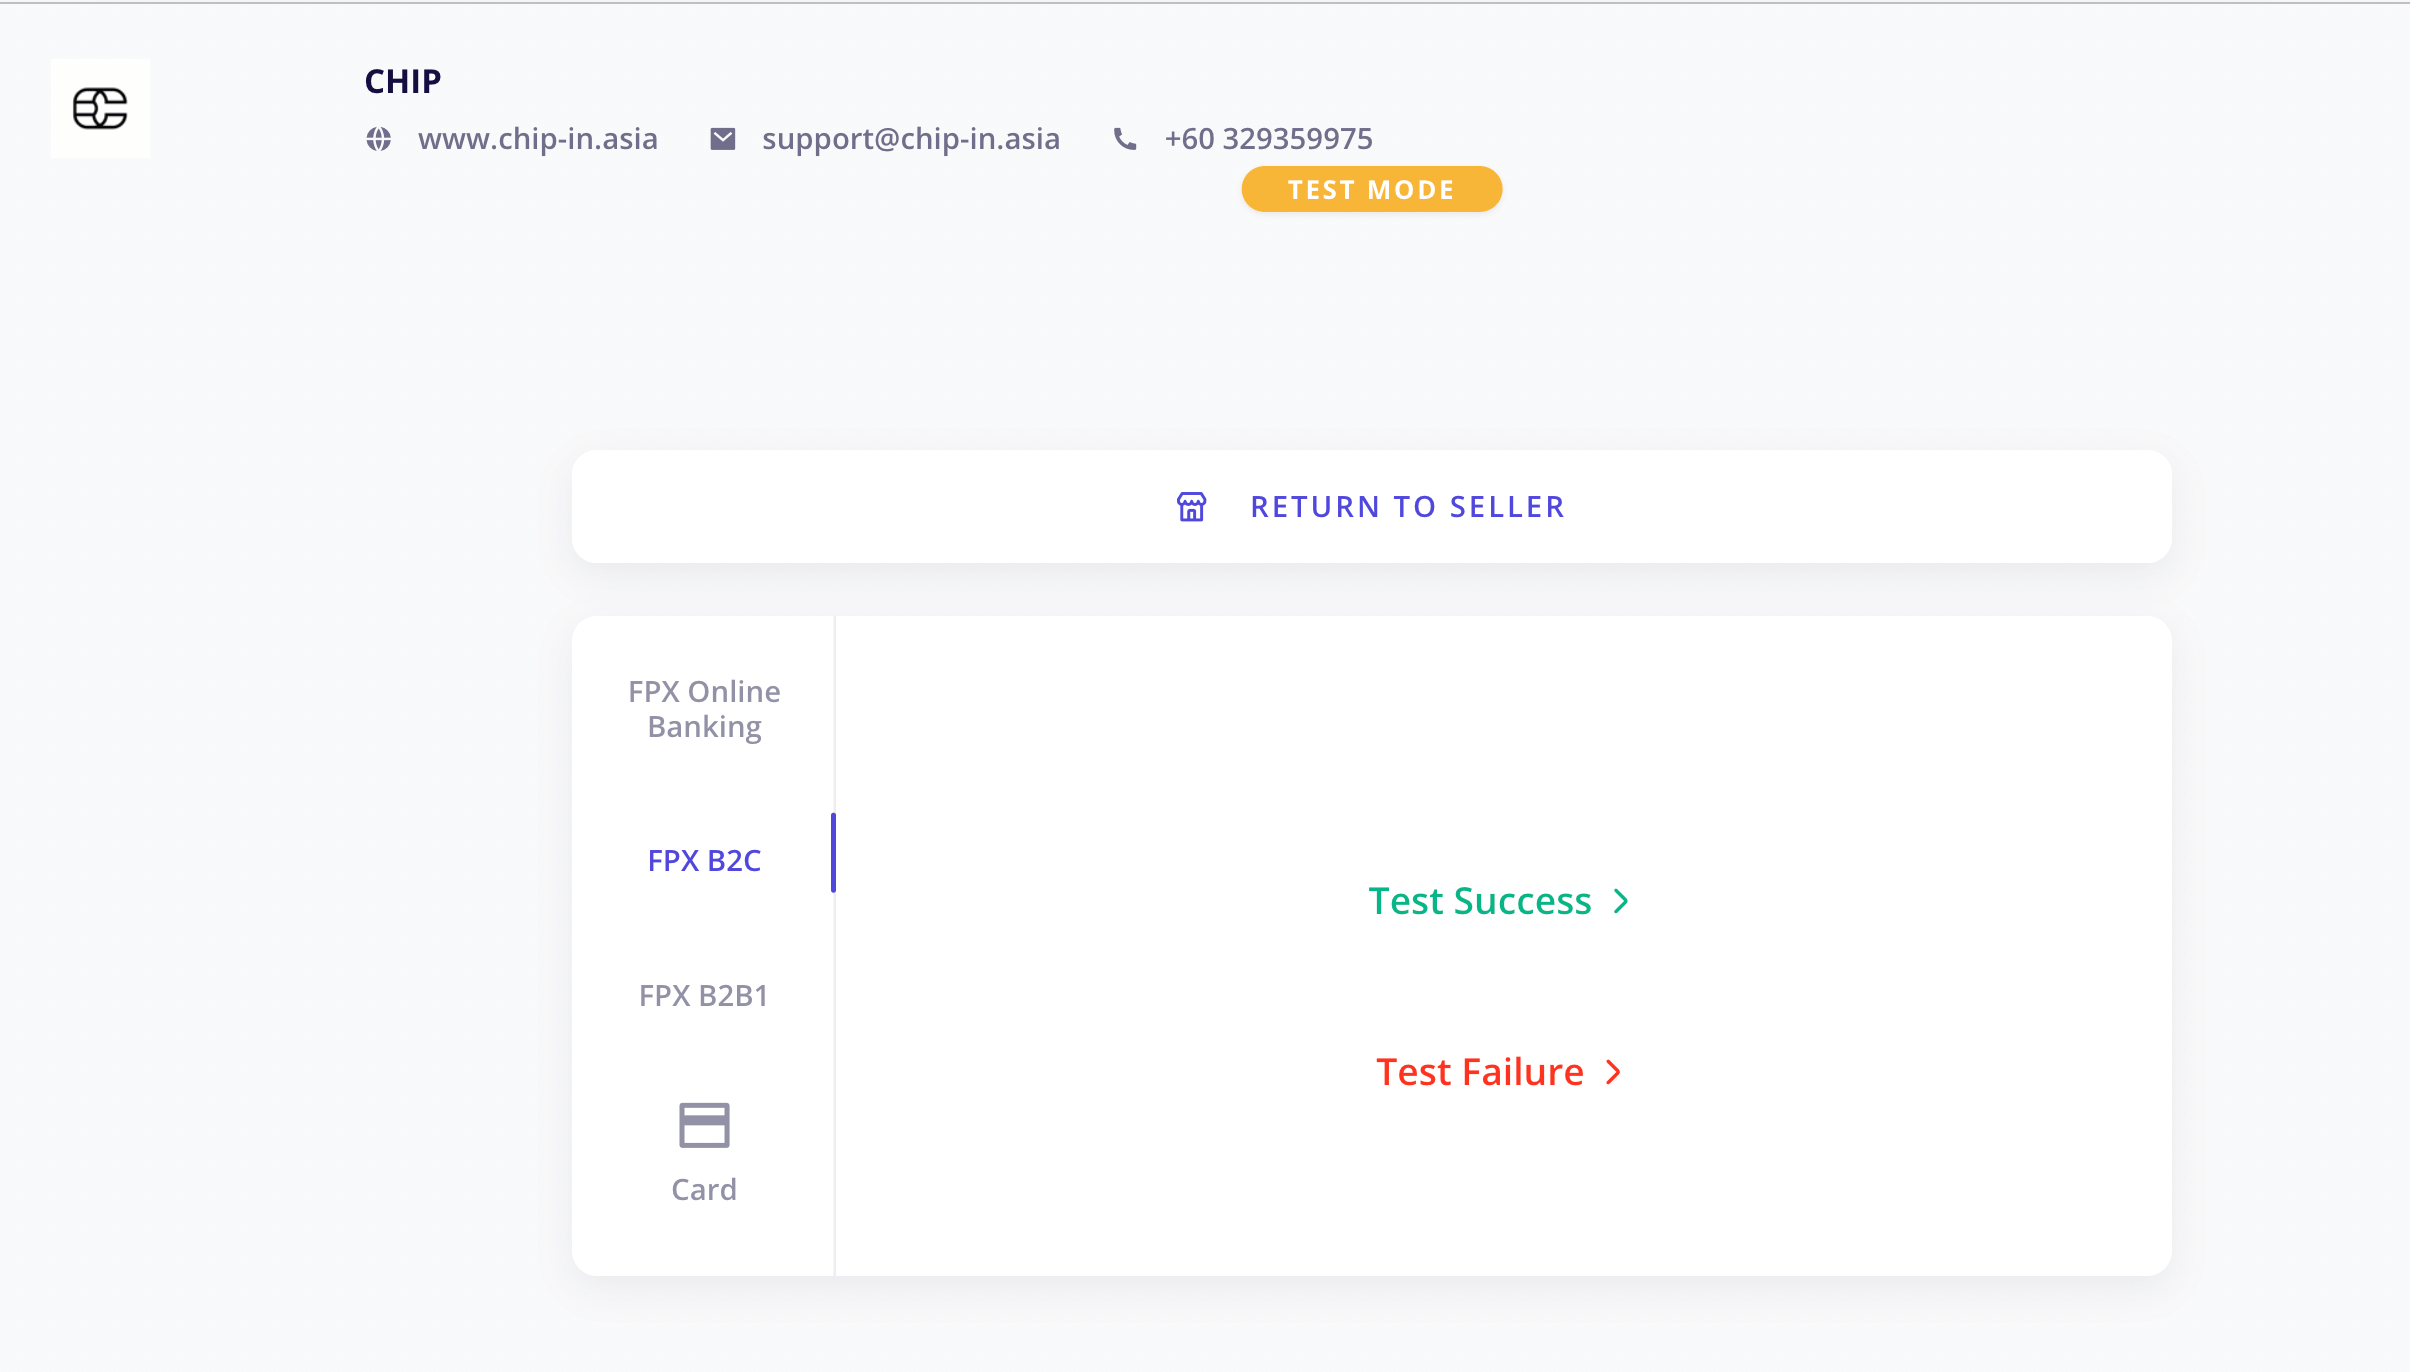 CHIP
www.chip-in.asia support@chip-in.asia +60 329359975
TEST MODE
RETURN TO SELLER
FPX Online
Banking
FPX B2C
FPX B2B1
Card
Test Success
Test Failure